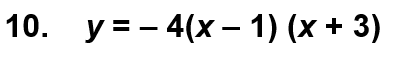 10. y = – 4(x – 1) (x + 3)